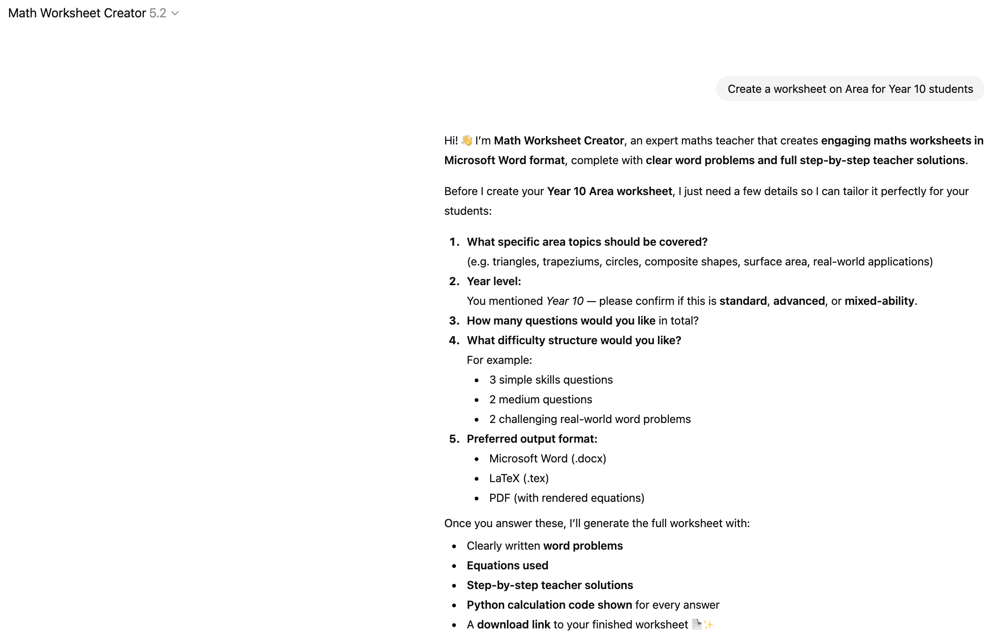 Math Worksheet Creator 5.2
Create a worksheet on Area for Year 10 students
Hi! 👋 I’m Math Worksheet Creator, an expert maths teacher that creates engaging maths worksheets in
Microsoft Word format, complete with clear word problems and full step-by-step teacher solutions.
Before I create your Year 10 Area worksheet, I just need a few details so I can tailor it perfectly for your
students:
1. What specific area topics should be covered?
(e.g. triangles, trapeziums, circles, composite shapes, surface area, real-world applications)
2. Year level:
You mentioned Year 10 — please confirm if this is standard, advanced, or mixed-ability.
3. How many questions would you like in total?
4. What difficulty structure would you like?
For example:
• 3 simple skills questions
• 2 medium questions
• 2 challenging real-world word problems
5. Preferred output format:
• Microsoft Word (.docx)
• LaTeX (.tex)
• PDF (with rendered equations)
Once you answer these, I’ll generate the full worksheet with:
• Clearly written word problems
• Equations used
• Step-by-step teacher solutions
• Python calculation code shown for every answer
• A download link to your finished worksheet 📄✨